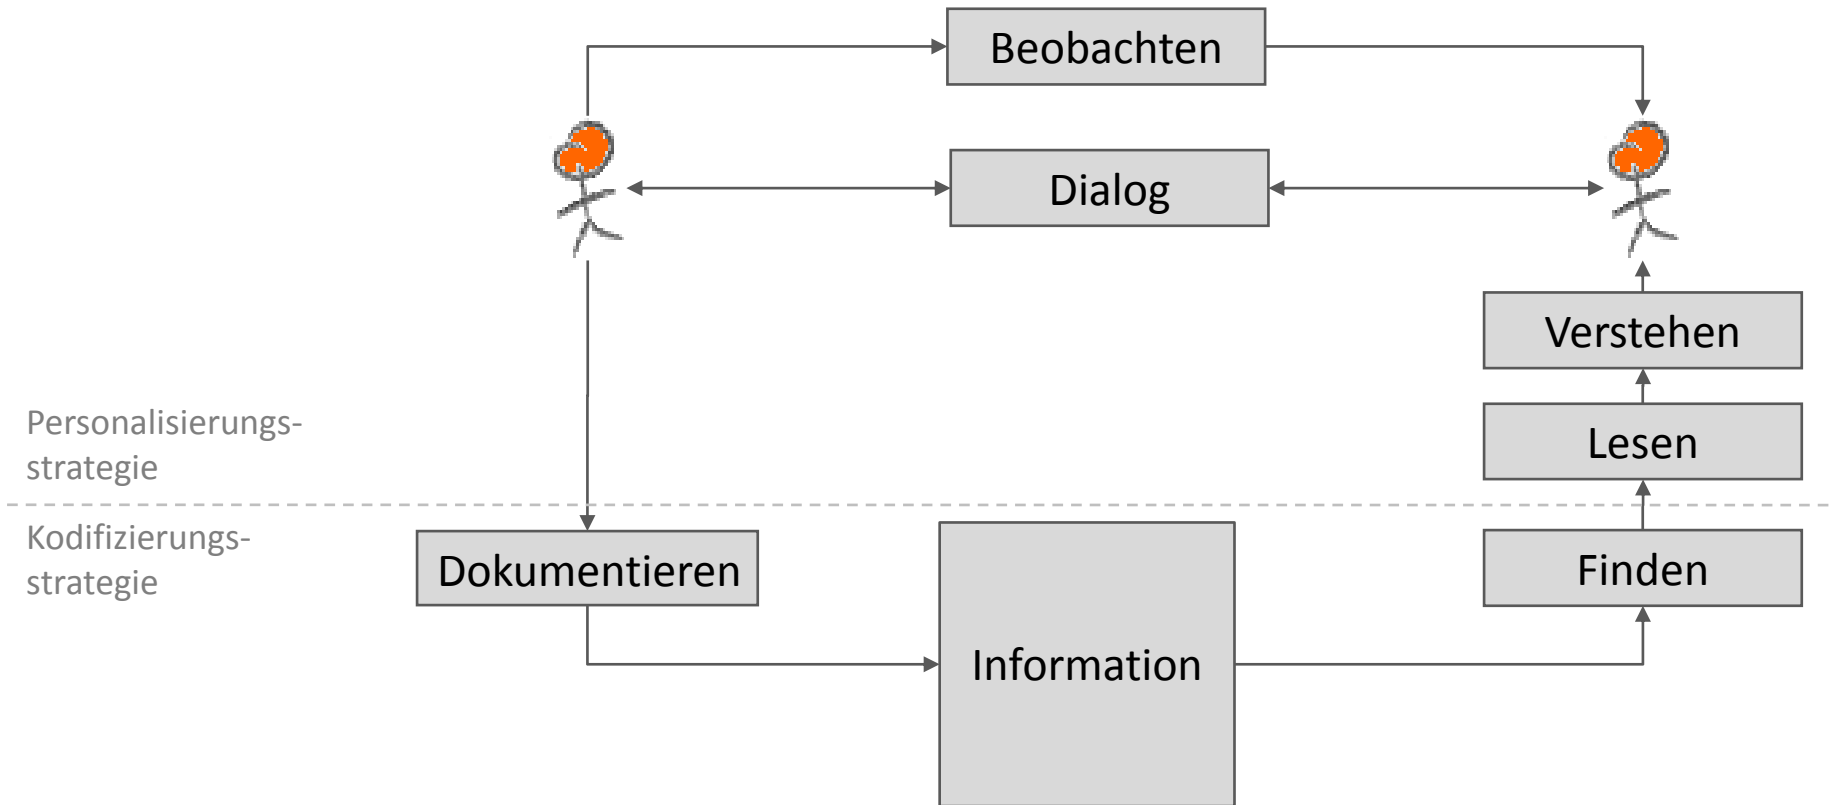 Beobachten
Dialog
Verstehen
Personalisierungs-
strategie
Lesen
Kodifizierungs-
strategie
Dokumentieren
Finden
Information